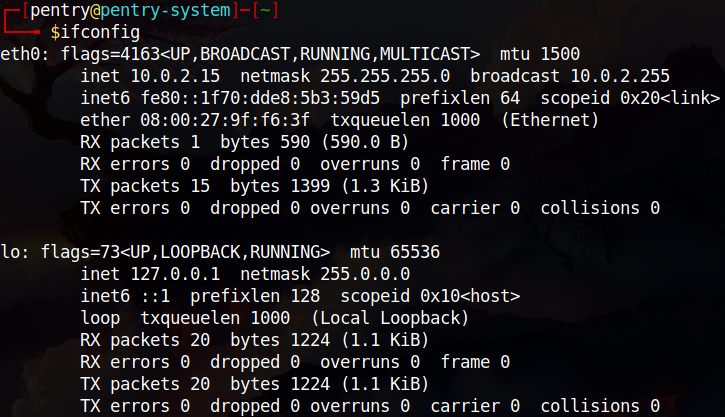 ┌─[pentry@pentry-system]─[~]
└──╼ $ifconfig
eth0: flags=4163<UP,BROADCAST,RUNNING,MULTICAST>  mtu 1500
        inet 10.0.2.15  netmask 255.255.255.0  broadcast 10.0.2.255
        inet6 fe80::1f70:dde8:5b3:59d5  prefixlen 64  scopeid 0x20<link>
        ether 08:00:27:9f:f6:3f  txqueuelen 1000  (Ethernet)
        RX packets 1  bytes 590 (590.0 B)
        RX errors 0  dropped 0  overruns 0  frame 0
        TX packets 15  bytes 1399 (1.3 KiB)
        TX errors 0  dropped 0 overruns 0  carrier 0  collisions 0

lo: flags=73<UP,LOOPBACK,RUNNING>  mtu 65536
        inet 127.0.0.1  netmask 255.0.0.0
        inet6 ::1  prefixlen 128  scopeid 0x10<host>
        loop  txqueuelen 1000  (Local Loopback)
        RX packets 20  bytes 1224 (1.1 KiB)
        RX errors 0  dropped 0  overruns 0  frame 0
        TX packets 20  bytes 1224 (1.1 KiB)
        TX errors 0  dropped 0 overruns 0  carrier 0  collisions 0